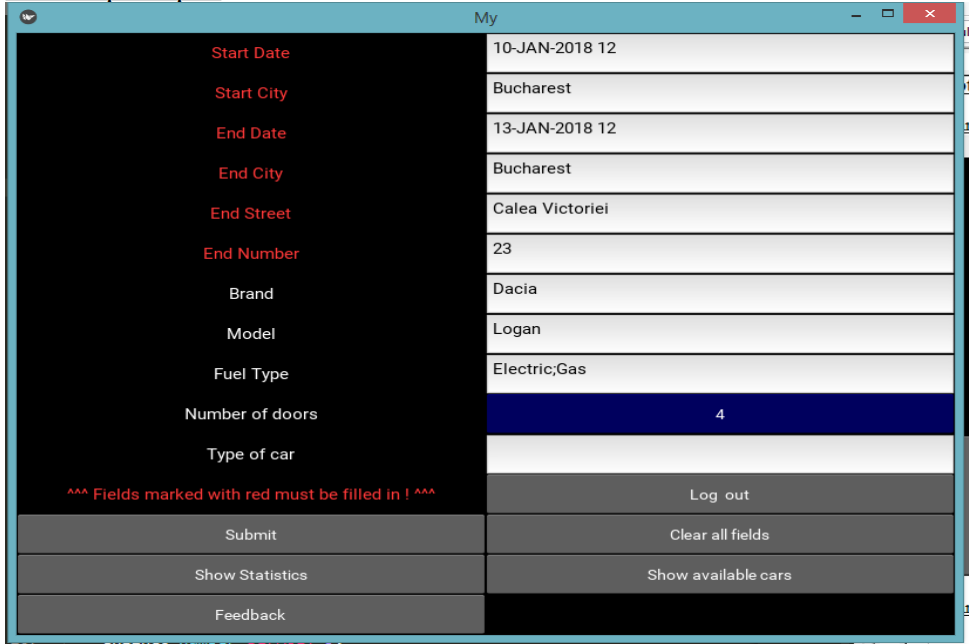 My
Start Date 10-JAN-2018 12
Start City Bucharest
End Date 13-JAN-2018 12
End City Bucharest
End Street Calea Victoriei
End Number 23
Brand Dacia
Model Logan
Fuel Type Electric;Gas
Number of doors 4
Type of car
^^^ Fields marked with red must be filled in ! ^^^ Log out
Submit Clear all fields
Show Statistics Show available cars
Feedback